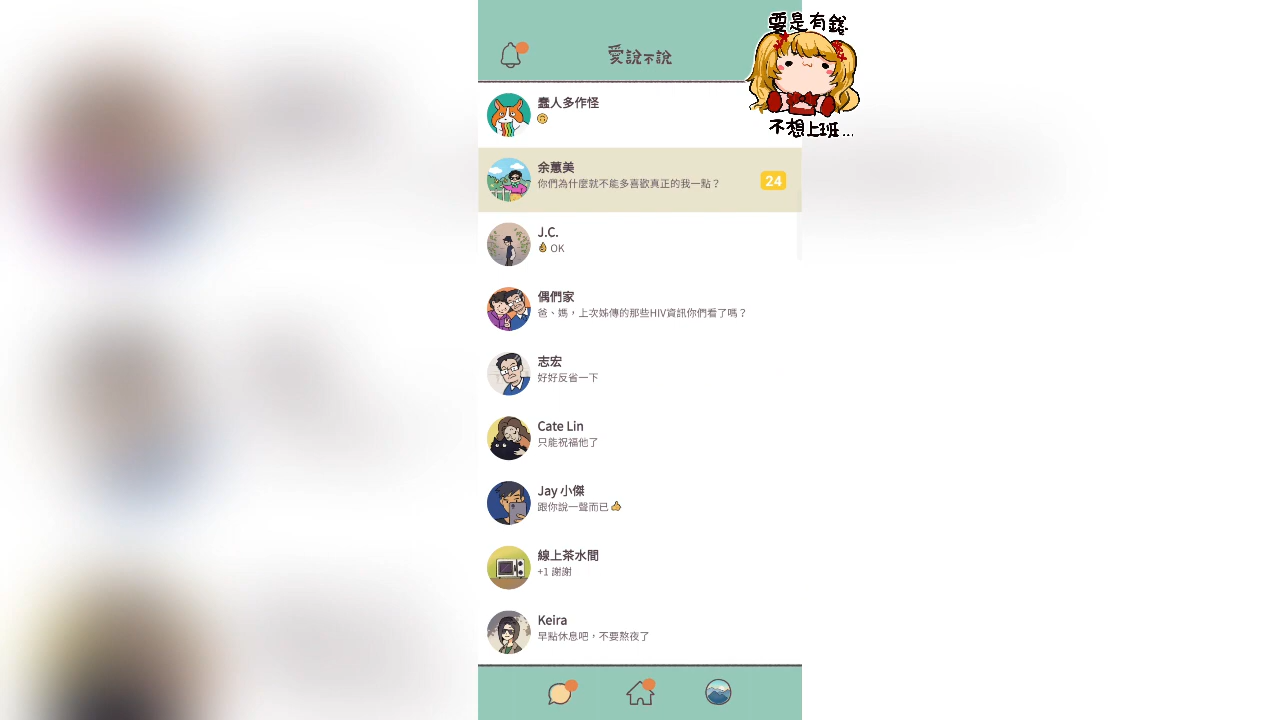 要是有錢
愛說不說
不想上班...
蠢人多作怪
余蕙美
你們為什麼就不能多喜歡真正的我一點？
24
J.C.
OK
偶們家
爸、媽，上次姊傳的那些HIV資訊你們看了嗎？
志宏
好好反省一下
Cate Lin
只能祝福他了
Jay 小傑
跟你說一聲而已
線上茶水間
+1 謝謝
Keira
早點休息吧，不要熬夜了